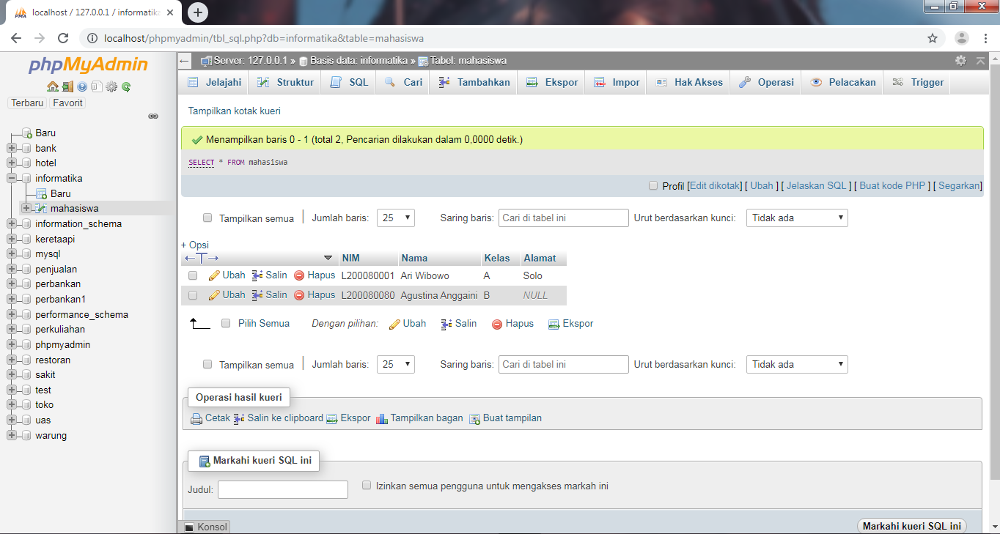 localhost / 127.0.0.1 / informatika
localhost/phpmyadmin/tbl_sql.php?db=informatika&table=mahasiswa
phpMyAdmin
Terbaru Favorit
Baru
bank
hotel
informatika
Baru
mahasiswa
information_schema
keretaapi
mysql
penjualan
perbankan
perbankan1
performance_schema
perkuliahan
phpmyadmin
restoran
sakit
test
toko
uas
warung
Server: 127.0.0.1 » Basis data: informatika » Tabel: mahasiswa
Jelajahi Struktur SQL Cari Tambahkan Ekspor Impor Hak Akses Operasi Pelacakan Trigger
Tampilkan kotak kueri
Menampilkan baris 0 - 1 (total 2, Pencarian dilakukan dalam 0,0000 detik.)
SELECT * FROM mahasiswa
Profil [Edit dikotak] [ Ubah ] [ Jelaskan SQL ] [ Buat kode PHP ] [ Segarkan]
Tampilkan semua | Jumlah baris: 25 Saring baris: Cari di tabel ini Urut berdasarkan kunci: Tidak ada
+ Opsi
←T→ NIM Nama Kelas Alamat
Ubah Salin Hapus L200080001 Ari Wibowo A Solo
Ubah Salin Hapus L200080080 Agustina Anggaini B NULL
Pilih Semua Dengan pilihan: Ubah Salin Hapus Ekspor
Tampilkan semua | Jumlah baris: 25 Saring baris: Cari di tabel ini Urut berdasarkan kunci: Tidak ada
Operasi hasil kueri
Cetak Salin ke clipboard Ekspor Tampilkan bagan Buat tampilan
Markahi kueri SQL ini
Judul: Izinkan semua pengguna untuk mengakses markah ini
Konsol Markahi kueri SQL ini